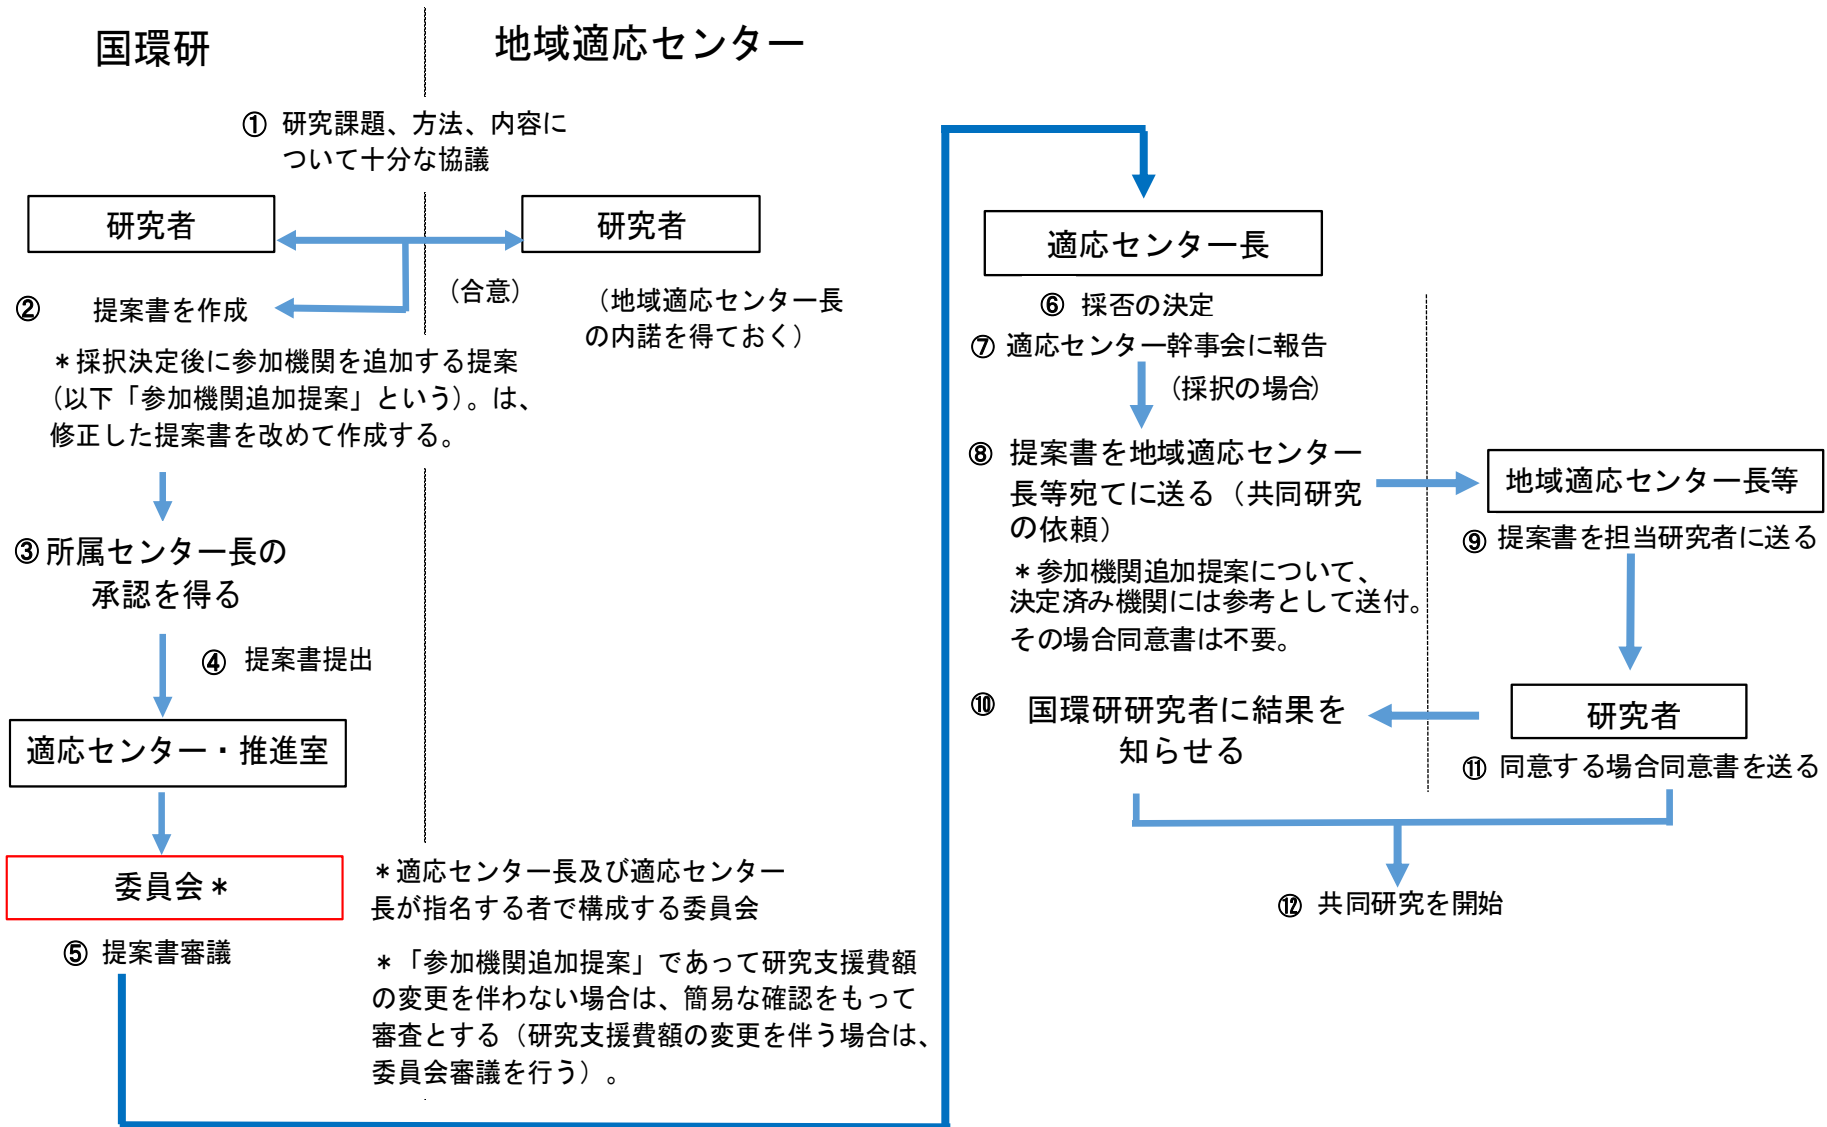 国環研
地域適応センター
① 研究課題、方法、内容に
ついて十分な協議
研究者
研究者
(合意)
② 提案書を作成
(地域適応センター長
の内諾を得ておく)
＊採択決定後に参加機関を追加する提案
(以下「参加機関追加提案」という)。は、
修正した提案書を改めて作成する。
③所属センター長の
承認を得る
④ 提案書提出
適応センター・推進室
委員会＊
＊適応センター長及び適応センター
長が指名する者で構成する委員会
⑤ 提案書審議
＊「参加機関追加提案」であって研究支援費額
の変更を伴わない場合は、簡易な確認をもって
審査とする（研究支援費額の変更を伴う場合は、
委員会審議を行う）。
適応センター長
⑥ 採否の決定
⑦ 適応センター幹事会に報告
(採択の場合)
⑧ 提案書を地域適応センター
長等宛てに送る（共同研究
の依頼）
＊参加機関追加提案について、
決定済み機関には参考として送付。
その場合同意書は不要。
地域適応センター長等
⑨ 提案書を担当研究者に送る
研究者
⑩ 国環研研究者に結果を
知らせる
⑪ 同意する場合同意書を送る
⑫ 共同研究を開始